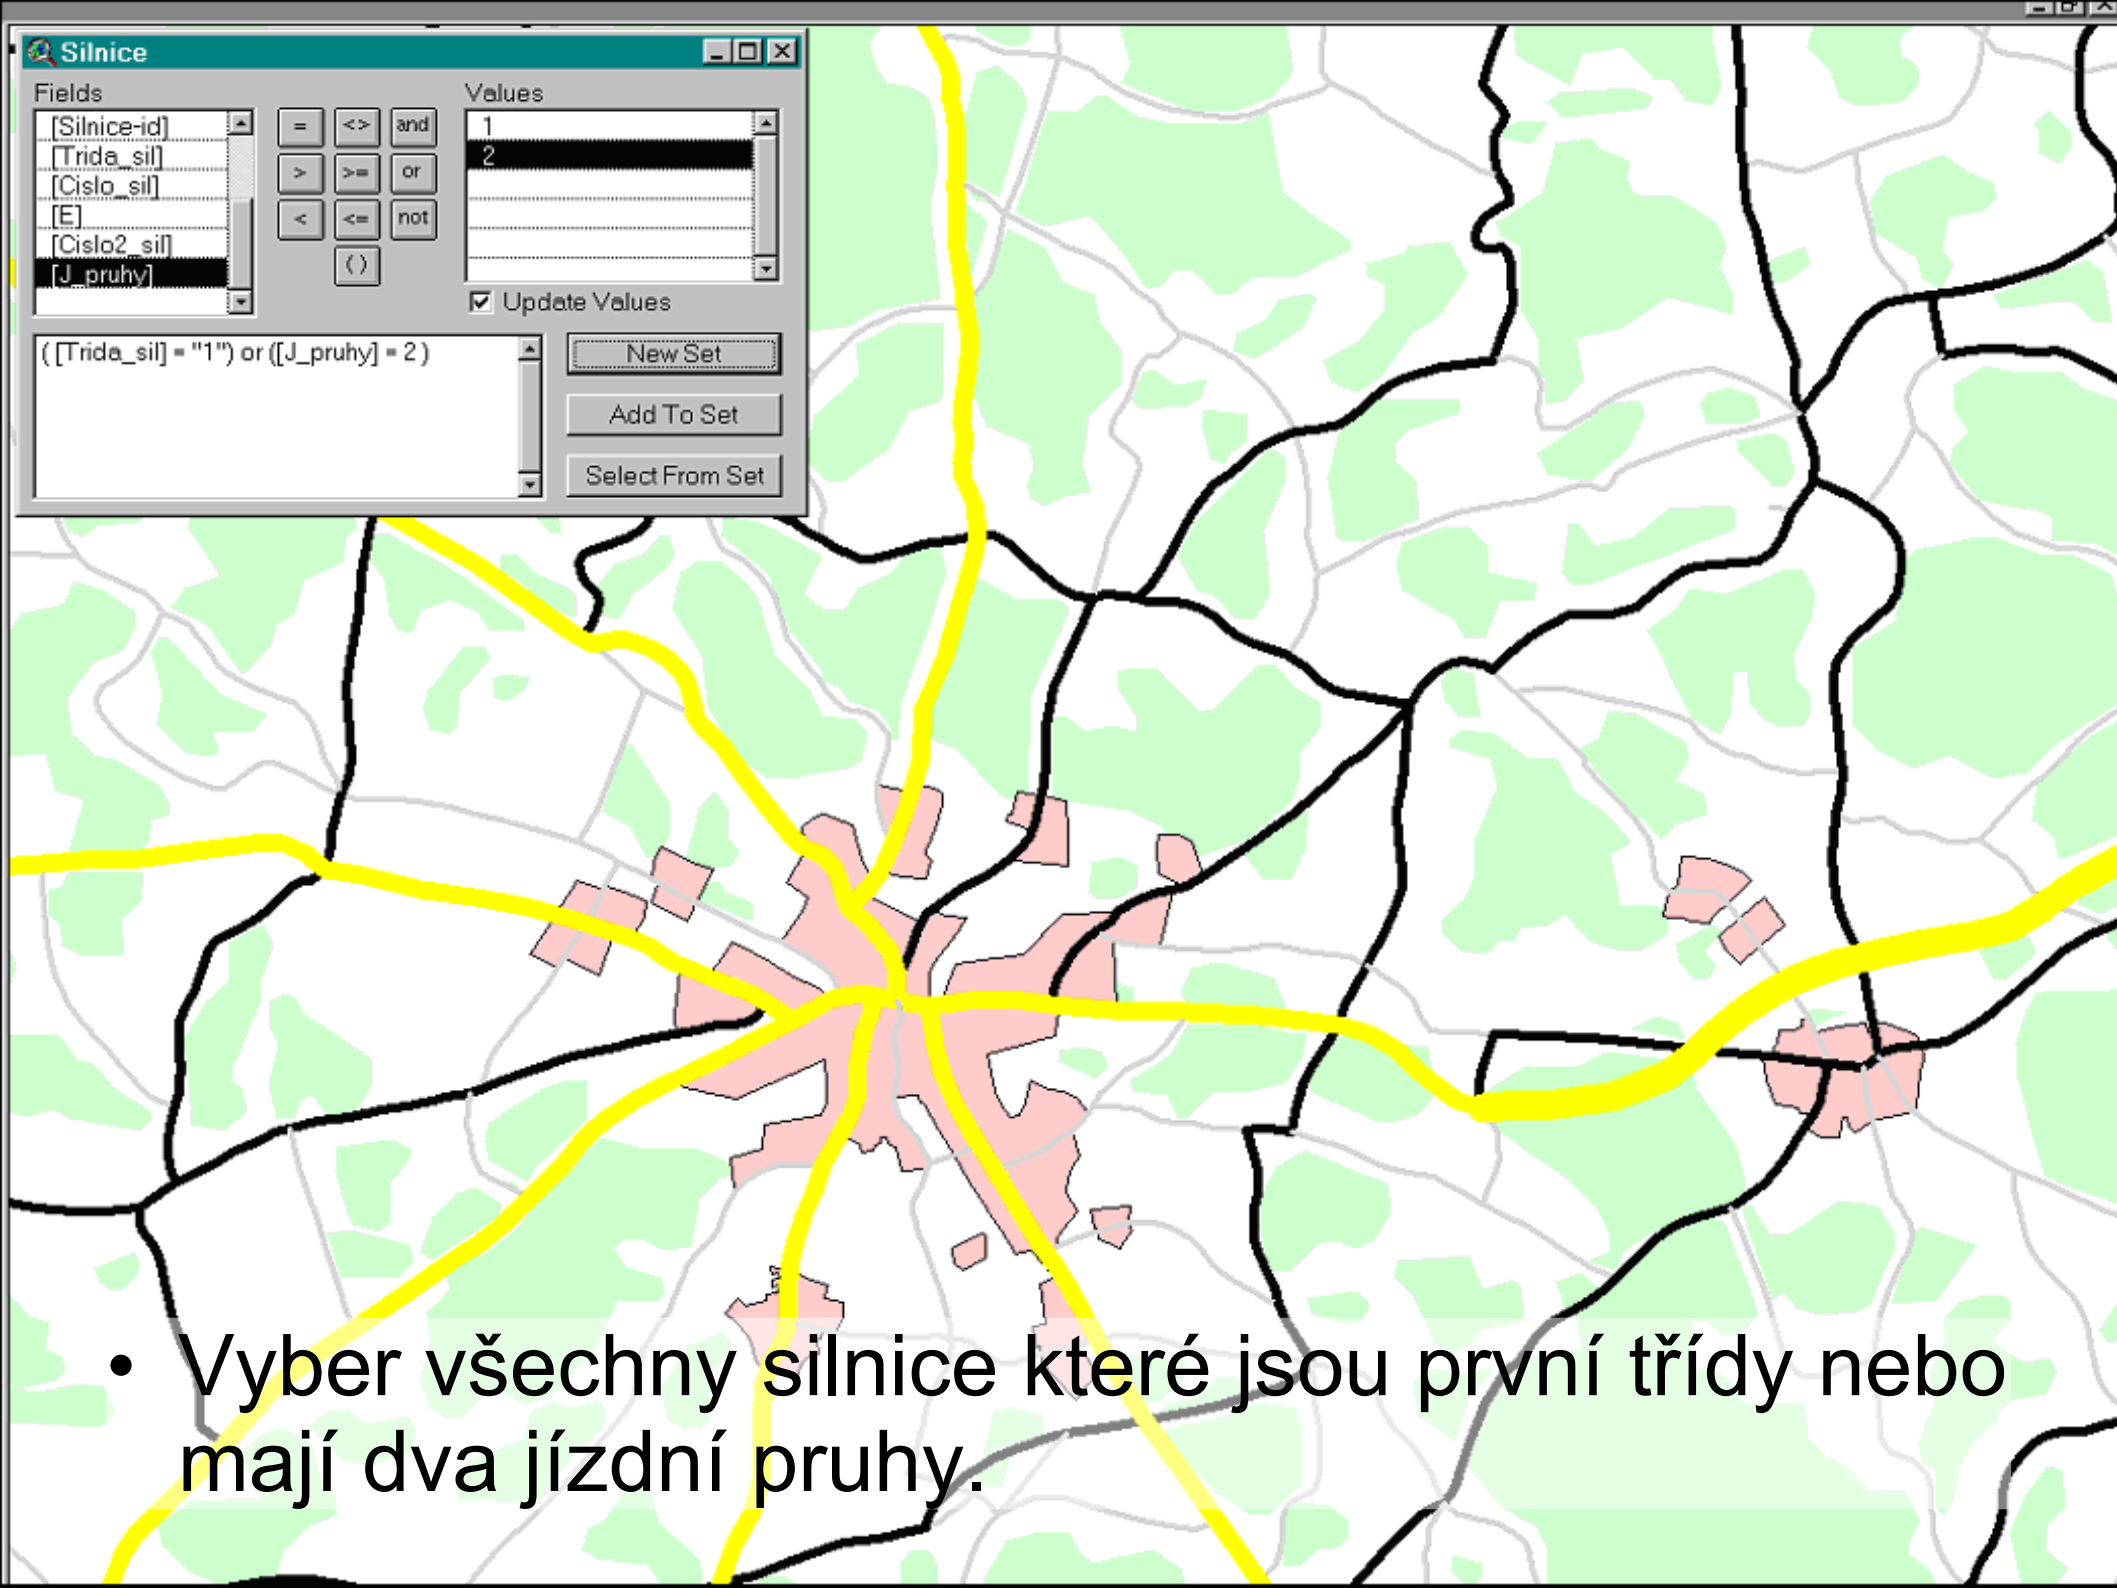 Silnice
Fields
Values
[Silnice-id]
[Trida_sil]
[Cislo_sil]
[E]
[Cislo2_sil]
[J_pruhy]
= <> and
> >= or
< <= not
( )
1
2
Update Values
( [Trida_sil] = "1") or ([J_pruhy] = 2 )
New Set
Add To Set
Select From Set
• Vyber všechny silnice které jsou první třídy nebo
mají dva jízdní pruhy.